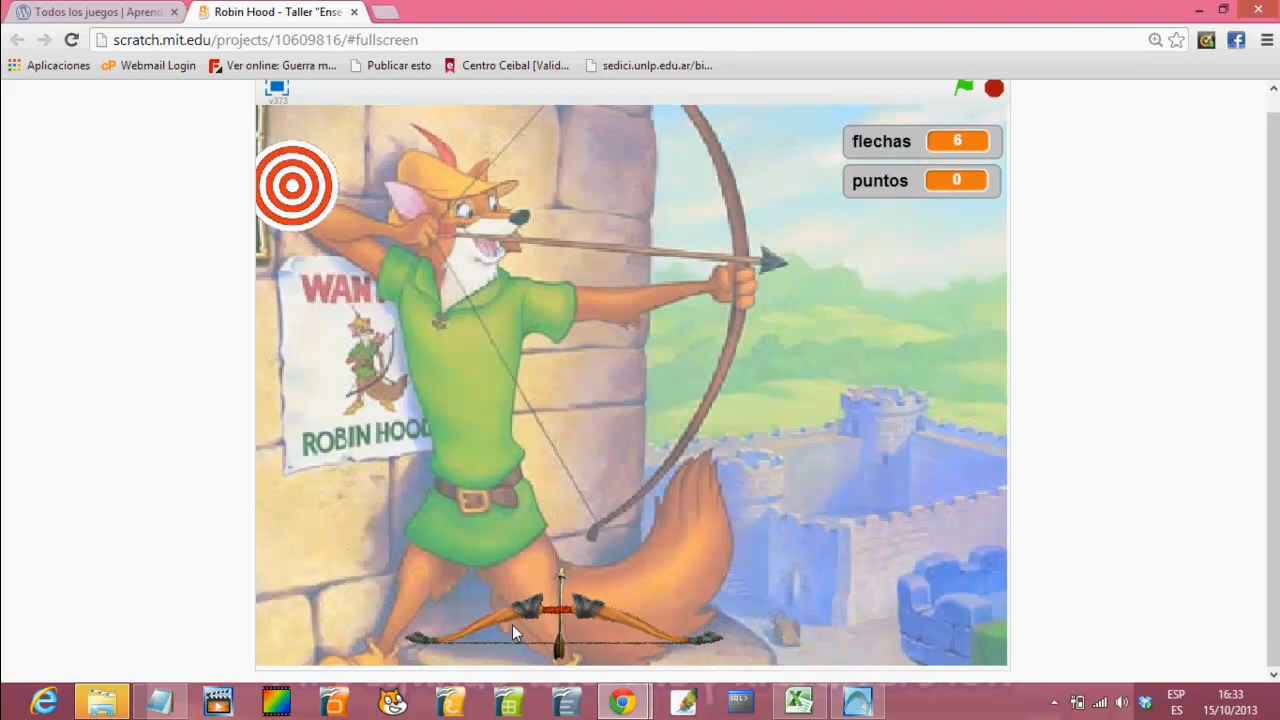 Todos los juegos | Aprend
Robin Hood - Taller "Ense
scratch.mit.edu/projects/10609816/#fullscreen
Aplicaciones
Webmail Login
Ver online: Guerra m...
Publicar esto
Centro Ceibal [Valid...
sedici.unlp.edu.ar/bi...
v373
flechas 6
puntos 0
WANT
ROBIN HOOD
ESP
ES
16:33
15/10/2013